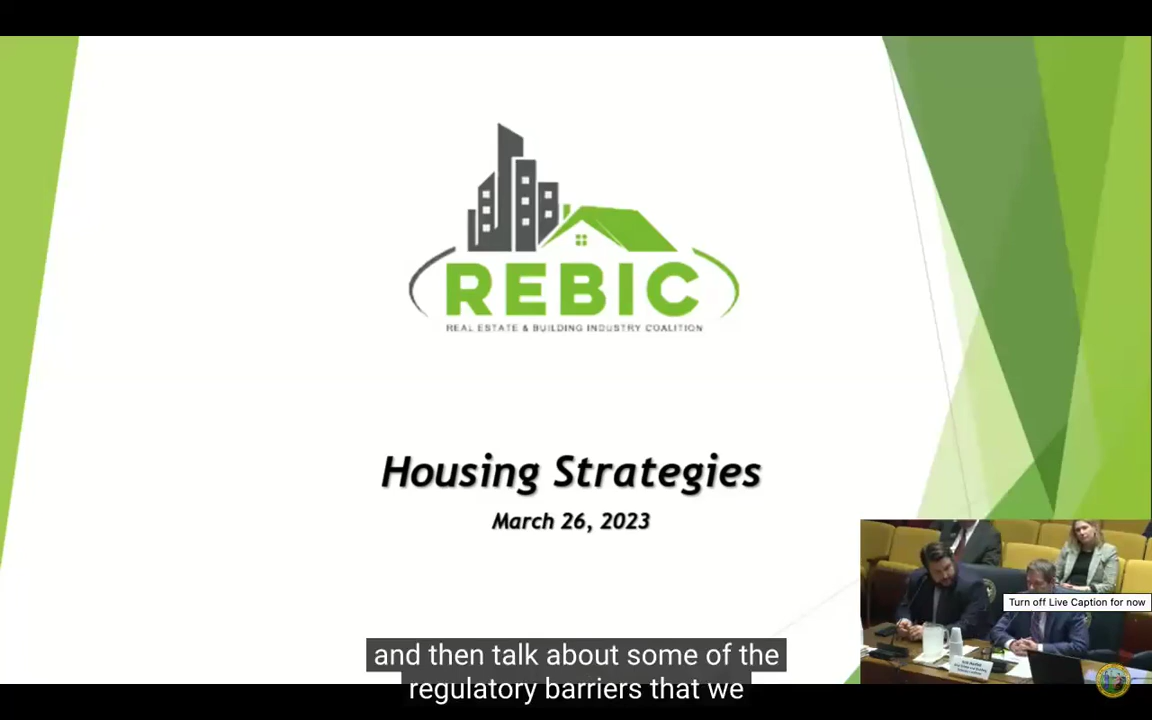 REBIC
REAL ESTATE & BUILDING INDUSTRY COALITION
Housing Strategies
March 26, 2023
Turn off Live Caption for now
and then talk about some of the
regulatory barriers that we